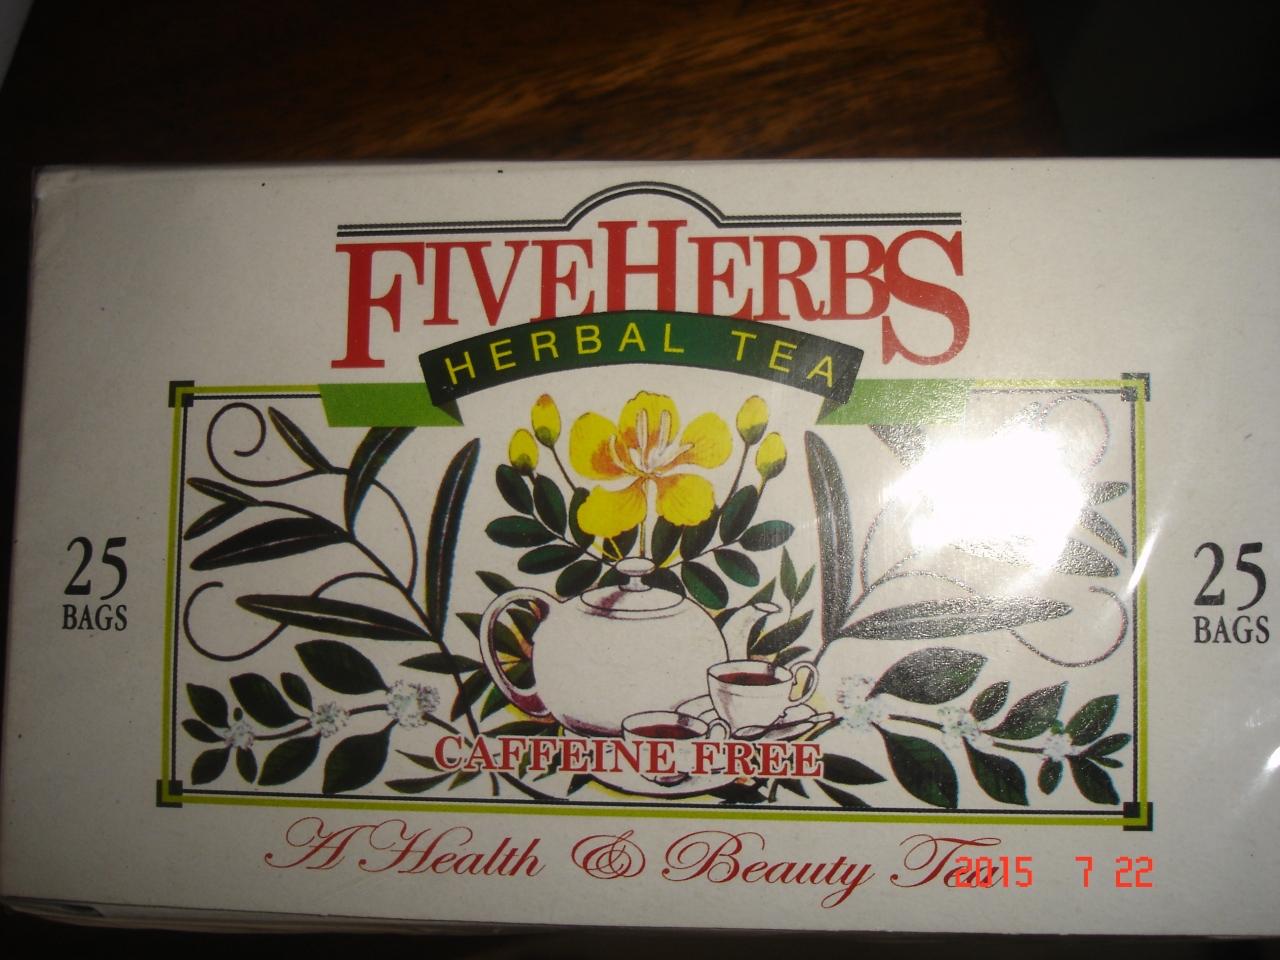 FIVEHERBS
HERBAL TEA
25
BAGS
25
BAGS
CAFFEINE FREE
A Health & Beauty Tea
2015 7 22